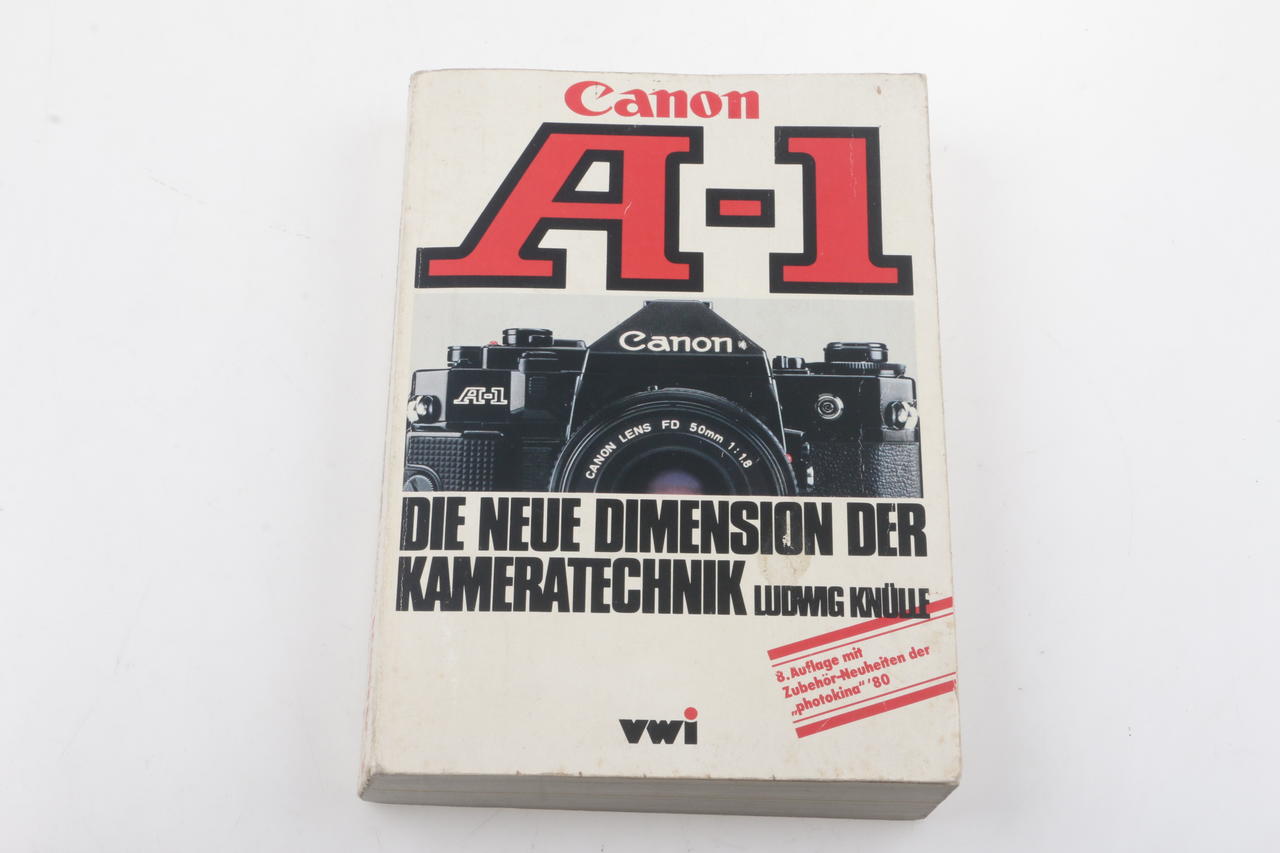 Canon
A-1
Canon
A-1
CANON LENS FD 50mm 1:1.8
DIE NEUE DIMENSION DER
KAMERATECHNIK LUDWIG KNÜLLE
8. Auflage mit
Zubehör-Neuheiten der
„photokina“ '80
vwi